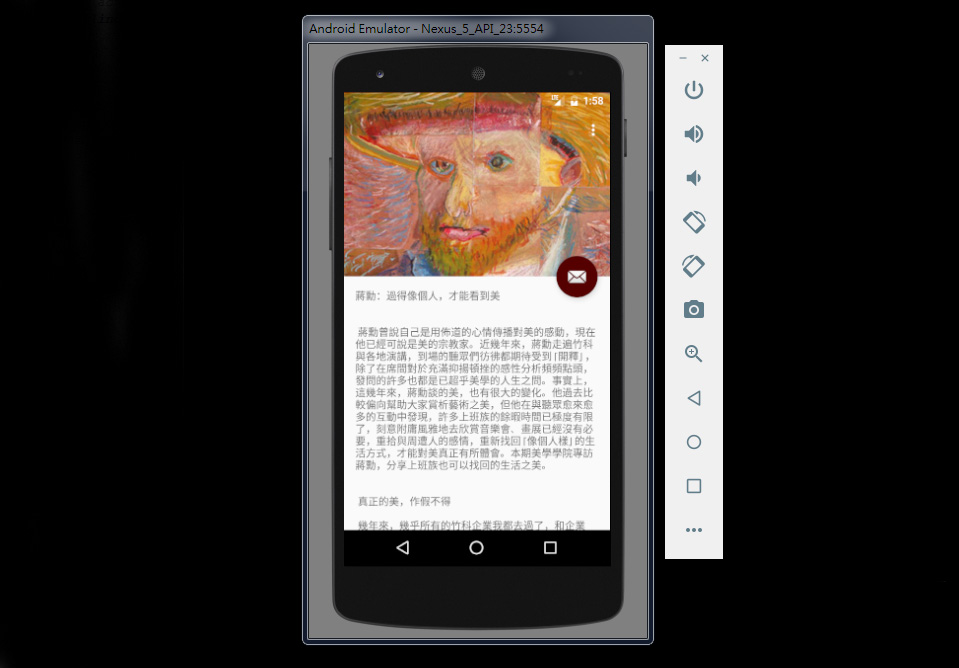 Android Emulator - Nexus_5_API_23:5554
1:58
蔣勳：過得像個人，才能看到美
蔣勳曾說自己是用佈道的心情傳播對美的感動，現在
他已經可說是美的宗教家。近幾年來，蔣勳走遍竹科
與各地演講，到場的聽眾們彷彿都期待受到「開釋」，
除了在席間對於充滿抑揚頓挫的感性分析頻頻點頭，
發問的許多也都是已超乎美學的人生之問。事實上，
這幾年來，蔣勳談的美，也有很大的變化。他過去比
較偏向幫助大家賞析藝術之美，但他在與聽眾愈來愈
多的互動中發現，許多上班族的餘暇時間已極度有限
了，刻意附庸風雅地去欣賞音樂會、畫展已經沒有必
要，重拾與周遭人的感情，重新找回「像個人樣」的生
活方式，才能對美真正有所體會。本期美學學院專訪
蔣勳，分享上班族也可以找回的生活之美。
真正的美，作假不得
幾年來，幾乎所有的竹科企業我都去過了，和企業